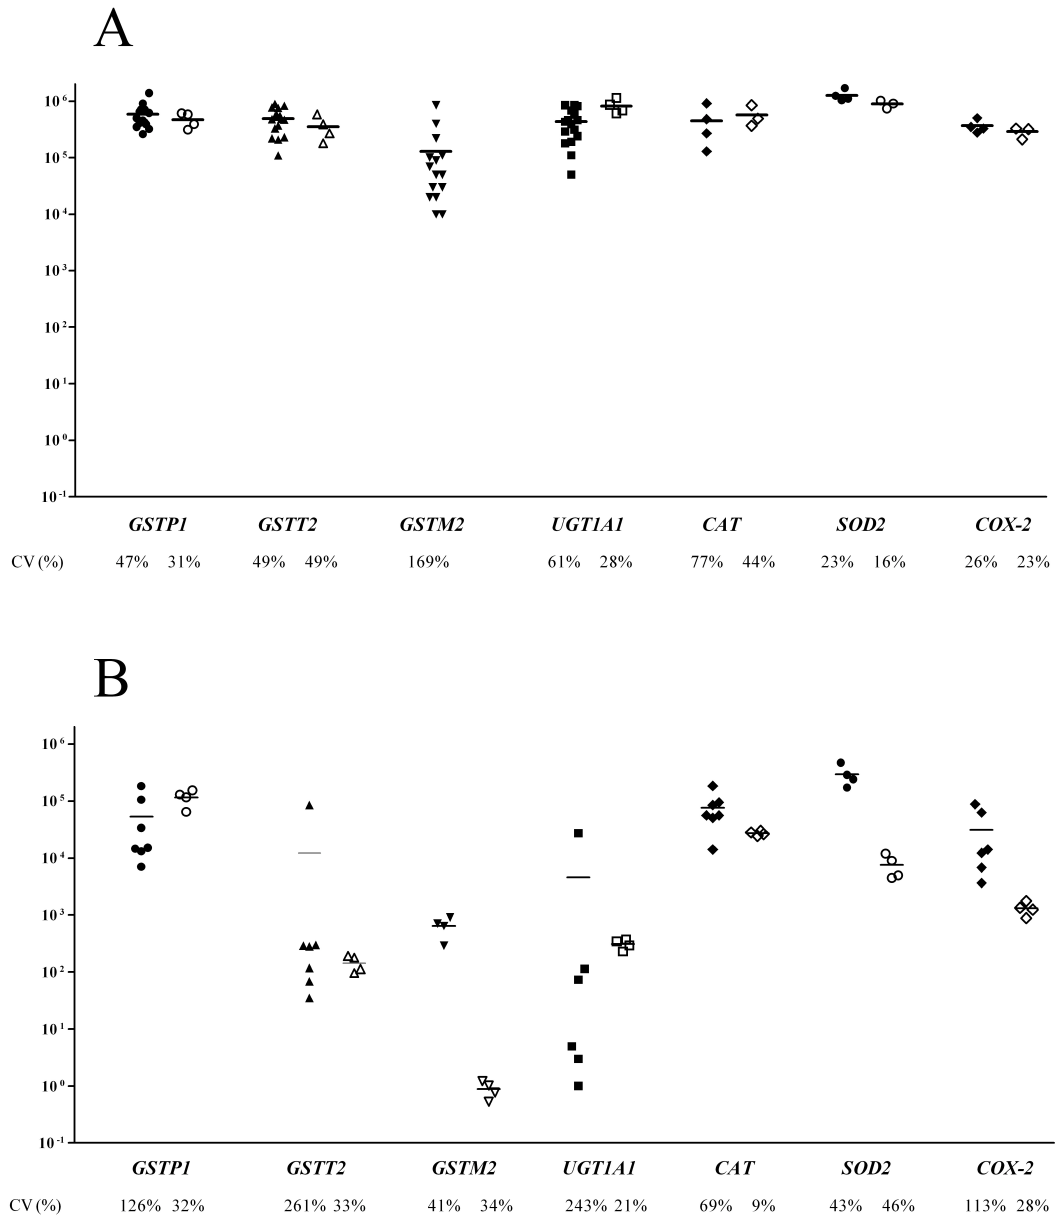 A
10⁶
10⁵
10⁴
10³
10²
10¹
10⁰
10⁻¹
GSTP1 GSTT2 GSTM2 UGT1A1 CAT SOD2 COX-2
CV (%) 47% 31% 49% 49% 169% 61% 28% 77% 44% 23% 16% 26% 23%
B
10⁶
10⁵
10⁴
10³
10²
10¹
10⁰
10⁻¹
GSTP1 GSTT2 GSTM2 UGT1A1 CAT SOD2 COX-2
CV (%) 126% 32% 261% 33% 41% 34% 243% 21% 69% 9% 43% 46% 113% 28%